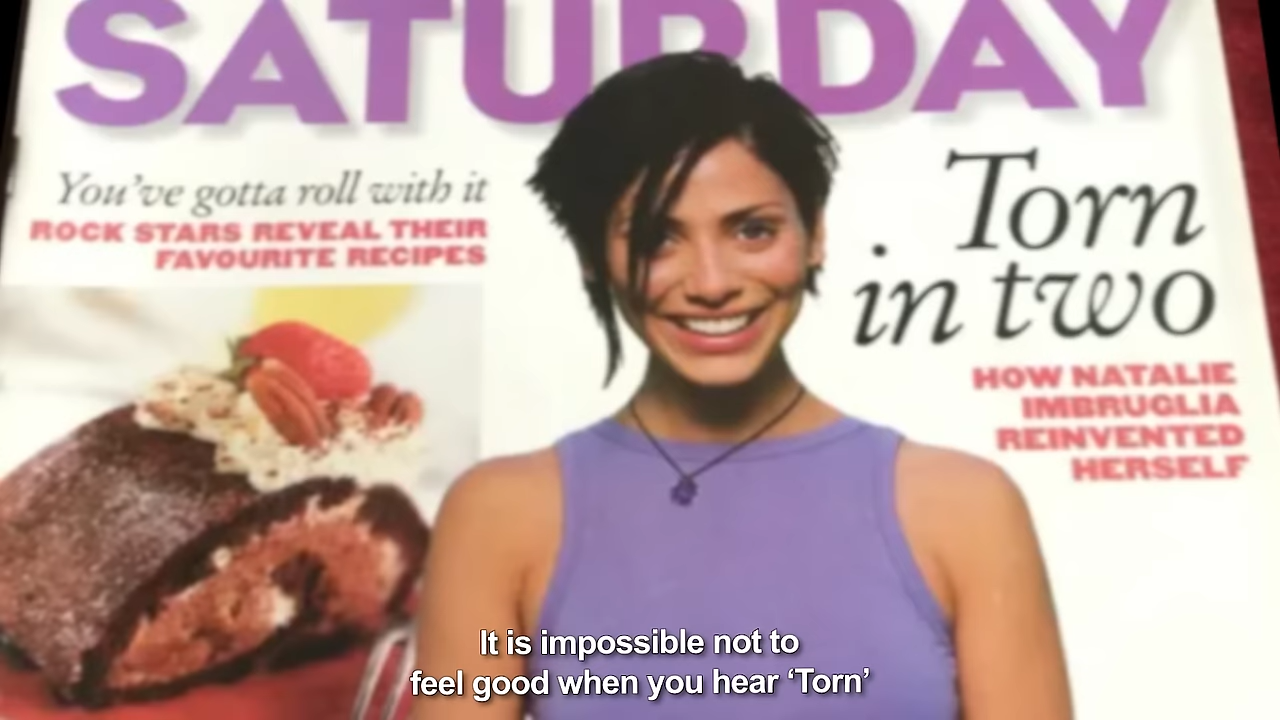 SATURDAY
You've gotta roll with it
ROCK STARS REVEAL THEIR
FAVOURITE RECIPES
Torn
in two
HOW NATALIE
IMBRUGLIA
REINVENTED
HERSELF
It is impossible not to
feel good when you hear ‘Torn’